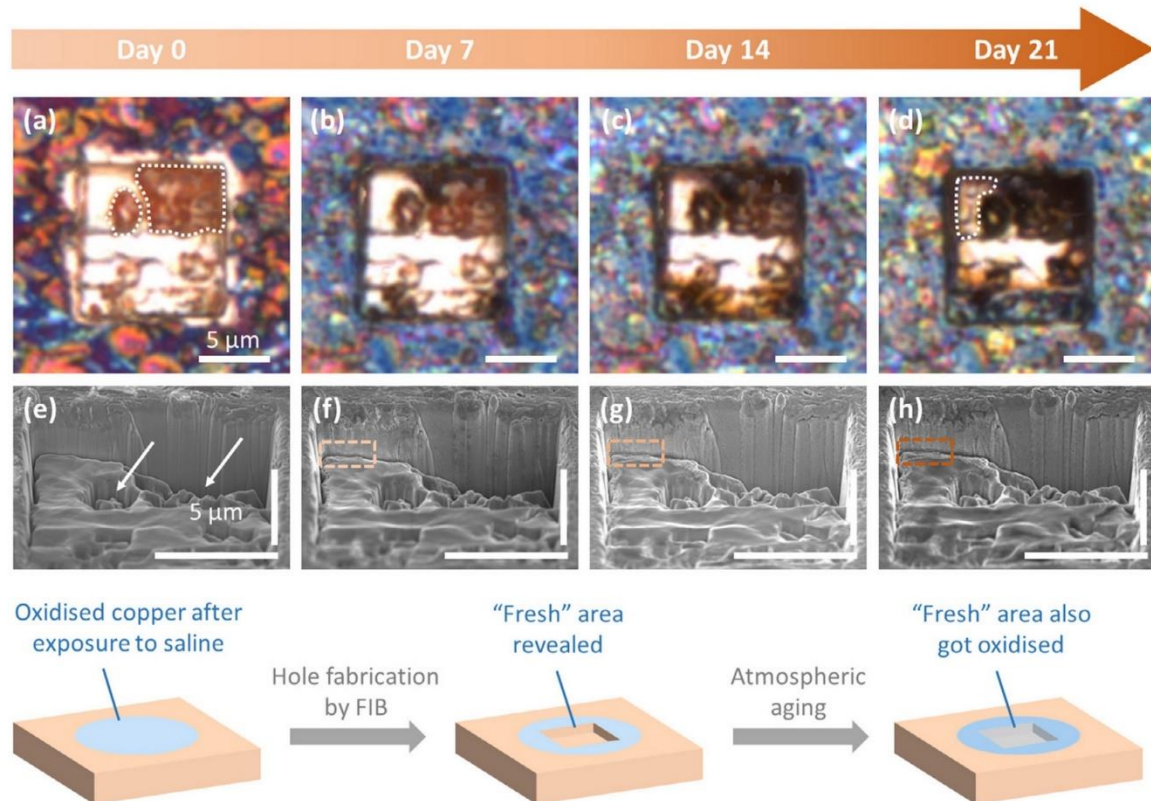 Day 0
Day 7
Day 14
Day 21
(a)
(b)
(c)
(d)
5 μm
(e)
(f)
(g)
(h)
5 μm
Oxidised copper after
exposure to saline
Hole fabrication
by FIB
“Fresh” area
revealed
Atmospheric
aging
“Fresh” area also
got oxidised